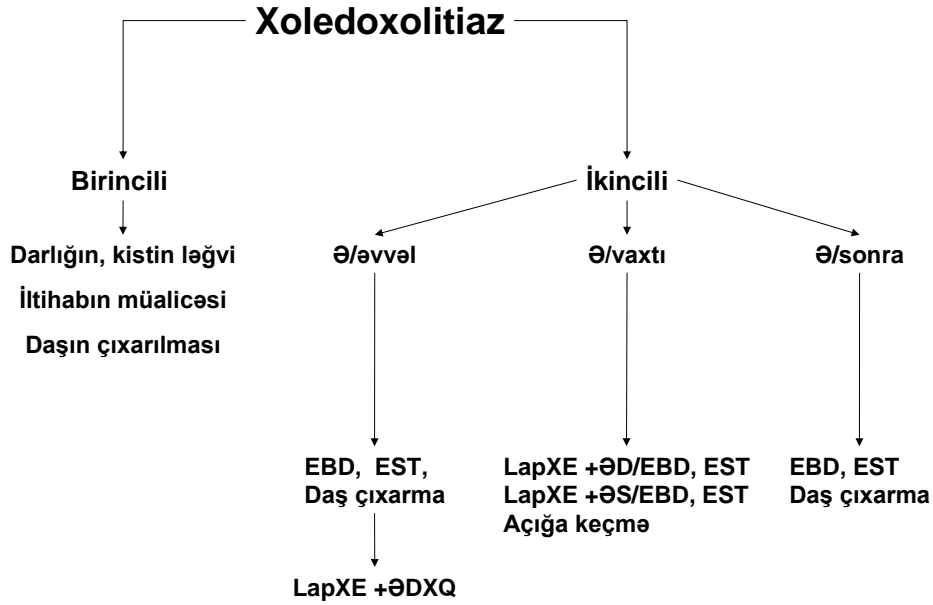 Xoledoxolitiaz
Birincili
İkincili
Darlığın, kistin ləğvi
İltihabın müalicəsi
Daşın çıxarılması
Ə/əvvəl
Ə/vaxtı
Ə/sonra
EBD, EST,
Daş çıxarma
LapXE +ƏDXQ
LapXE +ƏD/EBD, EST
LapXE +ƏS/EBD, EST
Açığa keçmə
EBD, EST
Daş çıxarma